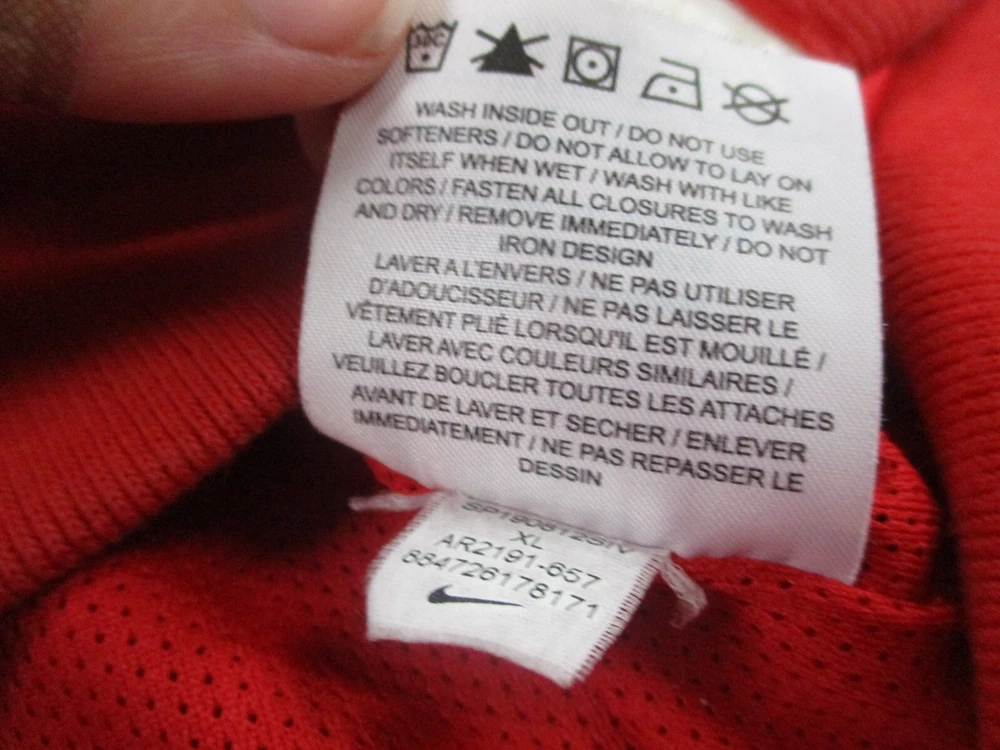 30C
WASH INSIDE OUT / DO NOT USE
SOFTENERS / DO NOT ALLOW TO LAY ON
ITSELF WHEN WET / WASH WITH LIKE
COLORS / FASTEN ALL CLOSURES TO WASH
AND DRY / REMOVE IMMEDIATELY / DO NOT
IRON DESIGN
LAVER A L'ENVERS / NE PAS UTILISER
D'ADOUCISSEUR / NE PAS LAISSER LE
VÊTEMENT PLIÉ LORSQU'IL EST MOUILLÉ /
LAVER AVEC COULEURS SIMILAIRES /
VEUILLEZ BOUCLER TOUTES LES ATTACHES
AVANT DE LAVER ET SECHER / ENLEVER
IMMEDIATEMENT / NE PAS REPASSER LE
DESSIN
XL
AR2191-657
884726178171